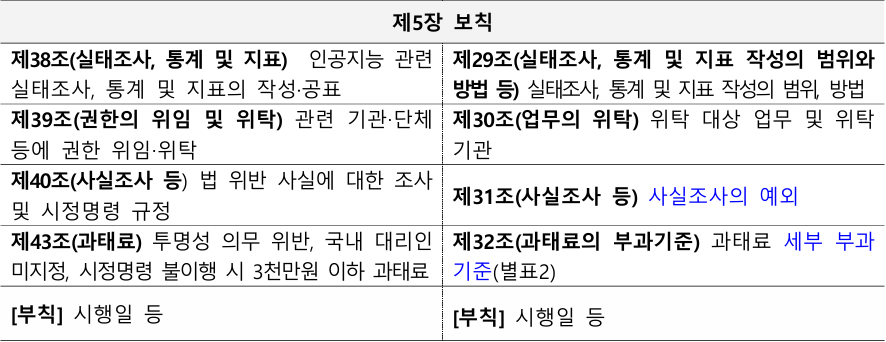 제5장 보칙
제38조(실태조사, 통계 및 지표) 인공지능 관련
실태조사, 통계 및 지표의 작성·공표
제29조(실태조사, 통계 및 지표 작성의 범위와
방법 등) 실태조사, 통계 및 지표 작성의 범위, 방법
제39조(권한의 위임 및 위탁) 관련 기관·단체
등에 권한 위임·위탁
제30조(업무의 위탁) 위탁 대상 업무 및 위탁
기관
제40조(사실조사 등) 법 위반 사실에 대한 조사
및 시정명령 규정
제31조(사실조사 등) 사실조사의 예외
제43조(과태료) 투명성 의무 위반, 국내 대리인
미지정, 시정명령 불이행 시 3천만원 이하 과태료
제32조(과태료의 부과기준) 과태료 세부 부과
기준(별표2)
[부칙] 시행일 등
[부칙] 시행일 등